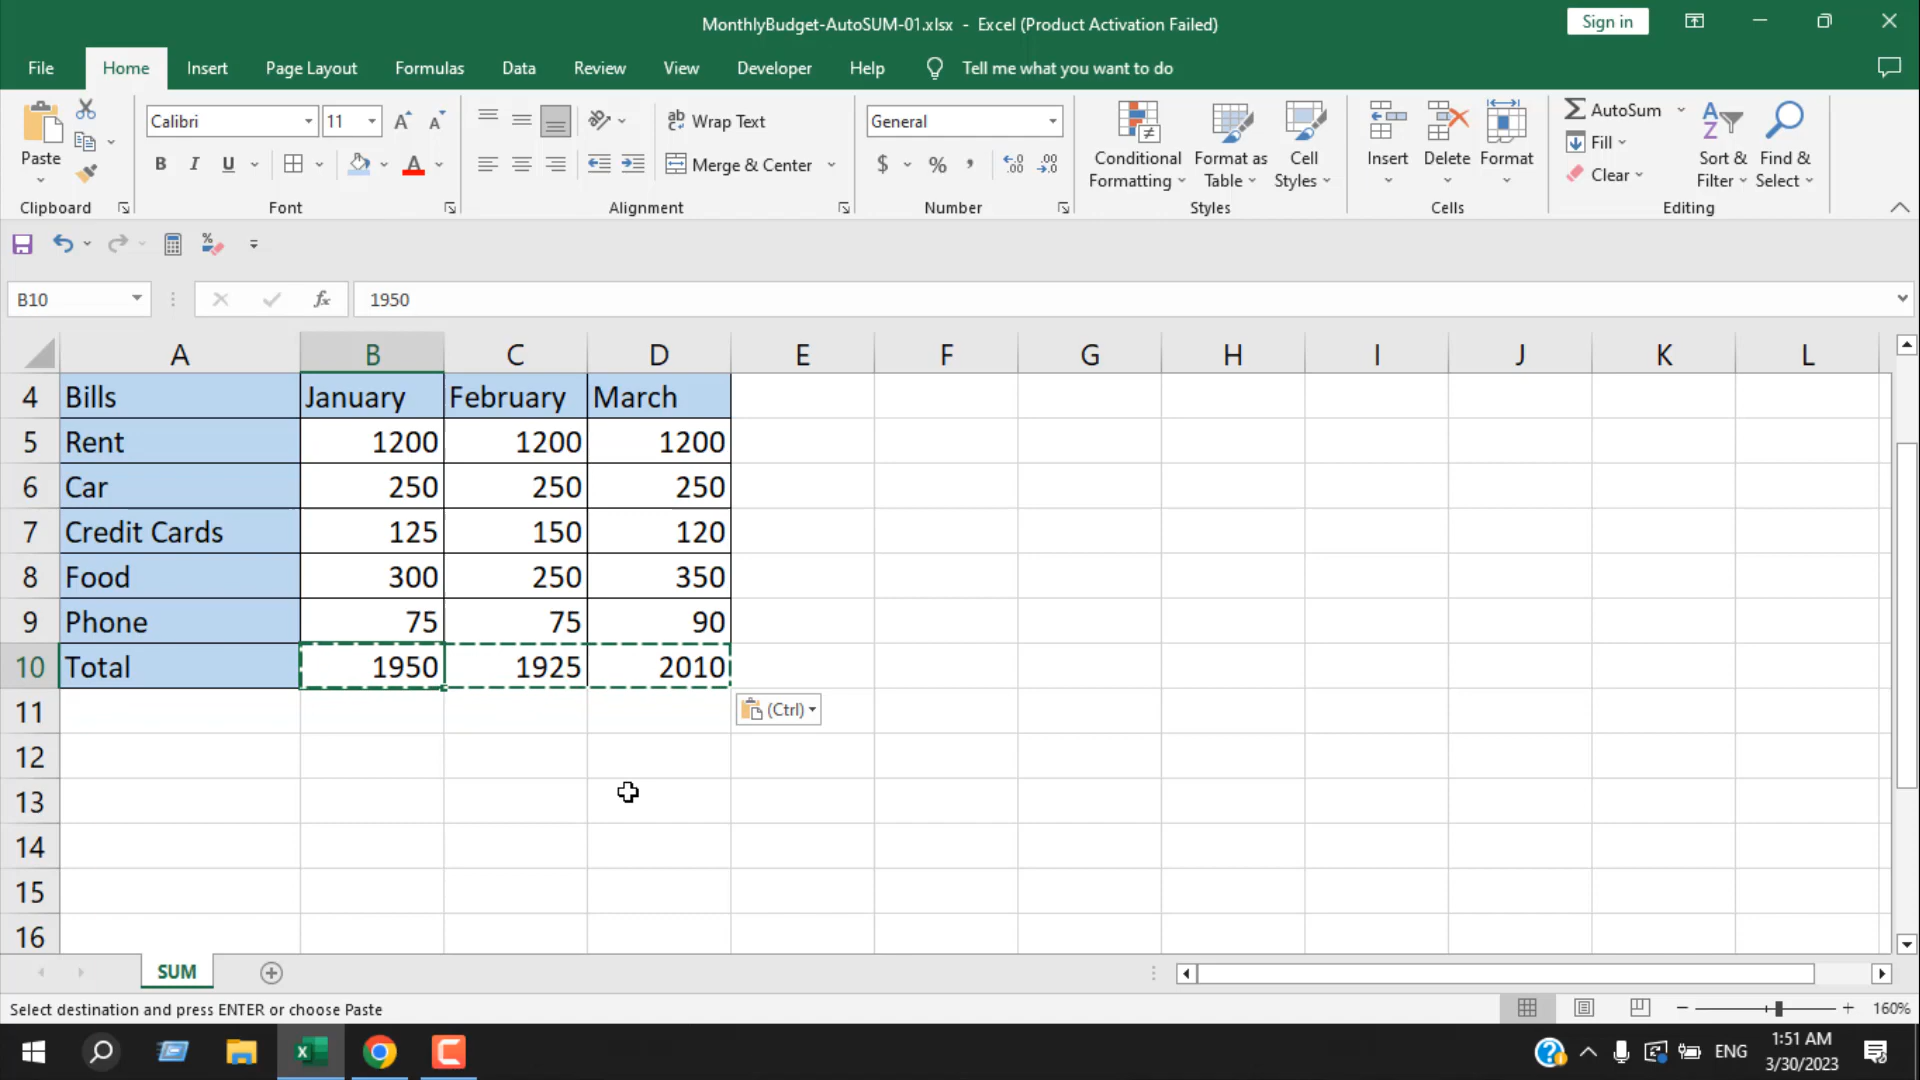 MonthlyBudget-AutoSUM-01.xlsx - Excel (Product Activation Failed)
Sign in
File Home Insert Page Layout Formulas Data Review View Developer Help Tell me what you want to do
Paste
Clipboard
Calibri 11
B I U A
Font
ab Wrap Text
Merge & Center
Alignment
General
$ % ,
Number
Conditional Formatting
Format as Table
Cell Styles
Styles
Insert Delete Format
Cells
AutoSum
Fill
Clear
Sort & Filter
Find & Select
Editing
B10 fx 1950
A B C D E F G H I J K L
4 Bills January February March
5 Rent 1200 1200 1200
6 Car 250 250 250
7 Credit Cards 125 150 120
8 Food 300 250 350
9 Phone 75 75 90
10 Total 1950 1925 2010
11 (Ctrl)
12
13
14
15
16
SUM
Select destination and press ENTER or choose Paste 160%
ENG
1:51 AM
3/30/2023